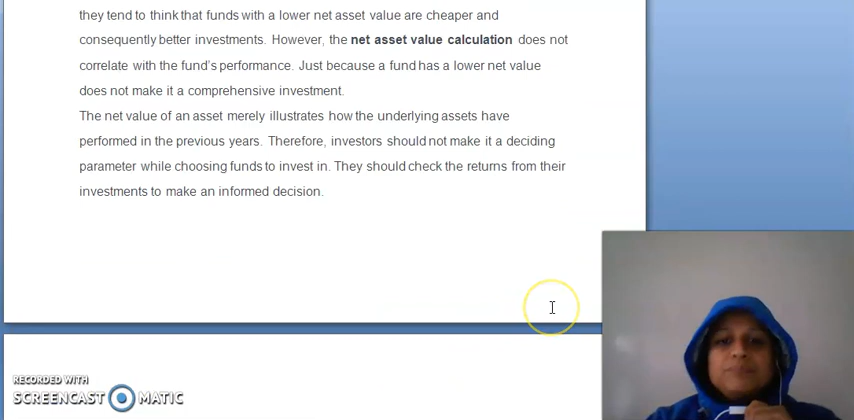 they tend to think that funds with a lower net asset value are cheaper and
consequently better investments. However, the net asset value calculation does not
correlate with the fund's performance. Just because a fund has a lower net value
does not make it a comprehensive investment.
The net value of an asset merely illustrates how the underlying assets have
performed in the previous years. Therefore, investors should not make it a deciding
parameter while choosing funds to invest in. They should check the returns from their
investments to make an informed decision.
RECORDED WITH
SCREENCAST MATIC